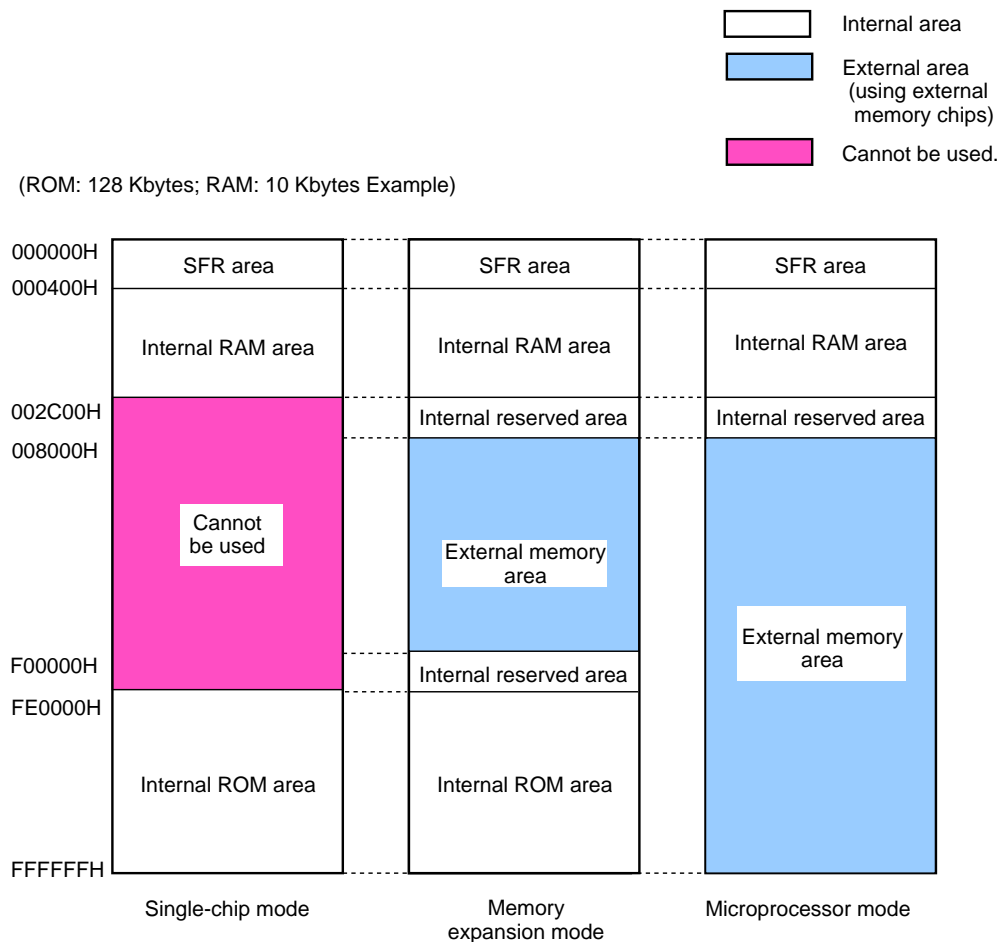 Internal area
External area
(using external
memory chips)
Cannot be used.
(ROM: 128 Kbytes; RAM: 10 Kbytes Example)
000000H
000400H
002C00H
008000H
F00000H
FE0000H
FFFFFFH
SFR area
Internal RAM area
Cannot
be used
Internal ROM area
Single-chip mode
SFR area
Internal RAM area
Internal reserved area
External memory
area
Internal reserved area
Internal ROM area
Memory
expansion mode
SFR area
Internal RAM area
Internal reserved area
External memory
area
Microprocessor mode